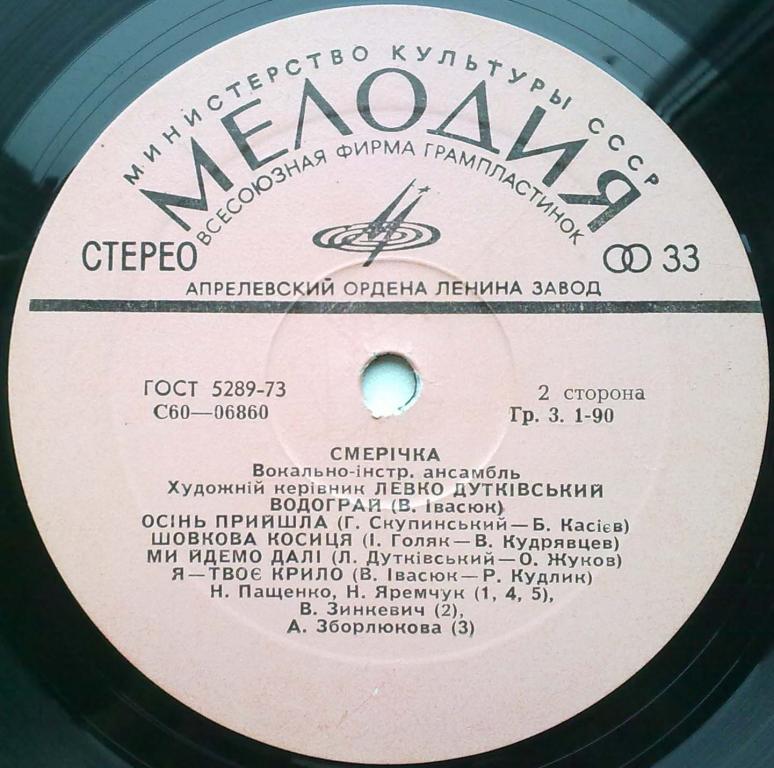 МИНИСТЕРСТВО КУЛЬТУРЫ СССР
МЕЛОДИЯ
ВСЕСОЮЗНАЯ ФИРМА ГРАМПЛАСТИНОК
СТЕРЕО 33
АПРЕЛЕВСКИЙ ОРДЕНА ЛЕНИНА ЗАВОД
ГОСТ 5289-73 2 сторона
С60—06860 Гр. 3. 1-90
СМЕРІЧКА
Вокально-інстр. ансамбль
Художній керівник ЛЕВКО ДУТКІВСЬКИЙ
ВОДОГРАЙ (В. Івасюк)
ОСІНЬ ПРИЙШЛА (Г. Скупинський—Б. Касієв)
ШОВКОВА КОСИЦЯ (І. Голяк—В. Кудрявцев)
МИ ЙДЕМО ДАЛІ (Л. Дутківський—О. Жуков)
Я—ТВОЄ КРИЛО (В. Івасюк—Р. Кудлик)
Н. Пащенко, Н. Яремчук (1, 4, 5),
В. Зинкевич (2),
А. Зборлюкова (3)